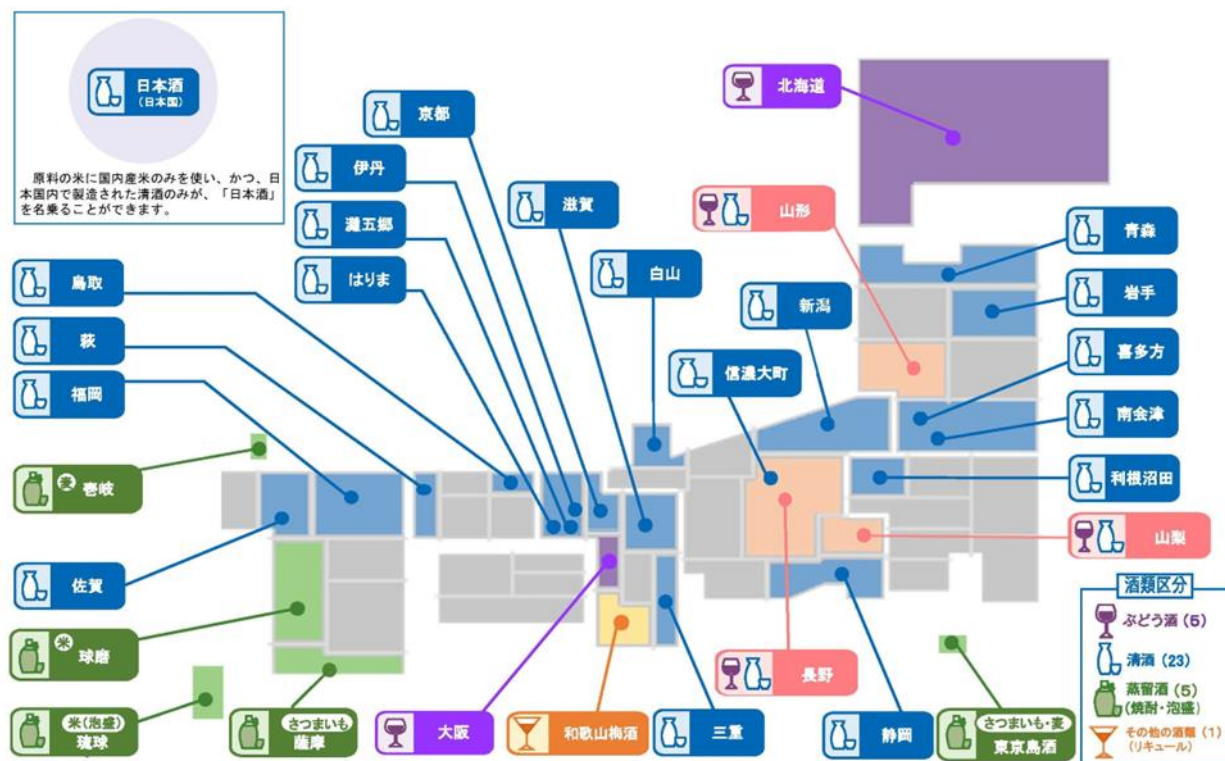 日本酒
(日本国)
原料の米に国内産米のみを使い、かつ、日
本国内で製造された清酒のみが、「日本酒」
を名乗ることができます。
京都
伊丹
灘五郷
はりま
滋賀
白山
北海道
山形
新潟
信濃大町
青森
岩手
喜多方
南会津
利根沼田
山梨
鳥取
萩
福岡
麦
壱岐
佐賀
米
球磨
米(泡盛)
琉球
さつまいも
薩摩
大阪
和歌山梅酒
三重
長野
静岡
さつまいも・麦
東京島酒
酒類区分
ぶどう酒 (5)
清酒 (23)
蒸留酒 (5)
(焼酎・泡盛)
その他の酒類 (1)
(リキュール)